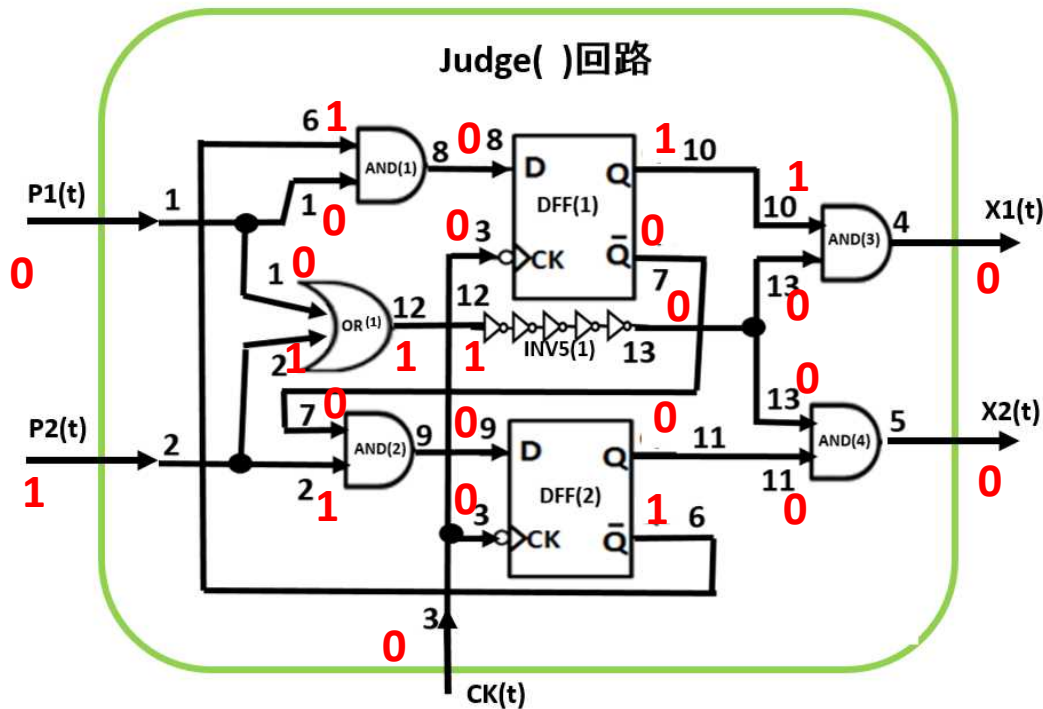 Judge( )回路
6 1
AND(1)
8 0 8
D
Q
1 10
1
10
P1(t)
1
1 0
DFF(1)
0 3
CK
Q̅
0
7
AND(3)
4
X1(t)
0
0
1 0
13 0
OR(1)
12 12
1 1
INV5(1)
0
13
2 1
0
13
7 0
P2(t)
2
AND(2)
9 0 9
D
Q
0
11
AND(4)
5
X2(t)
1
2 1
DFF(2)
11 0
0
0 3
CK
Q̅
1 6
3
0
CK(t)